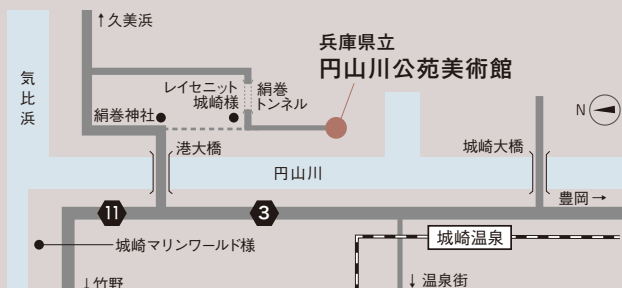 ↑久美浜
兵庫県立
円山川公苑美術館
気比浜
レイセニット
城崎様
絹巻
トンネル
絹巻神社
N
港大橋
城崎大橋
円山川
豊岡→
11
3
城崎温泉
城崎マリンワールド様
↓竹野
↓温泉街